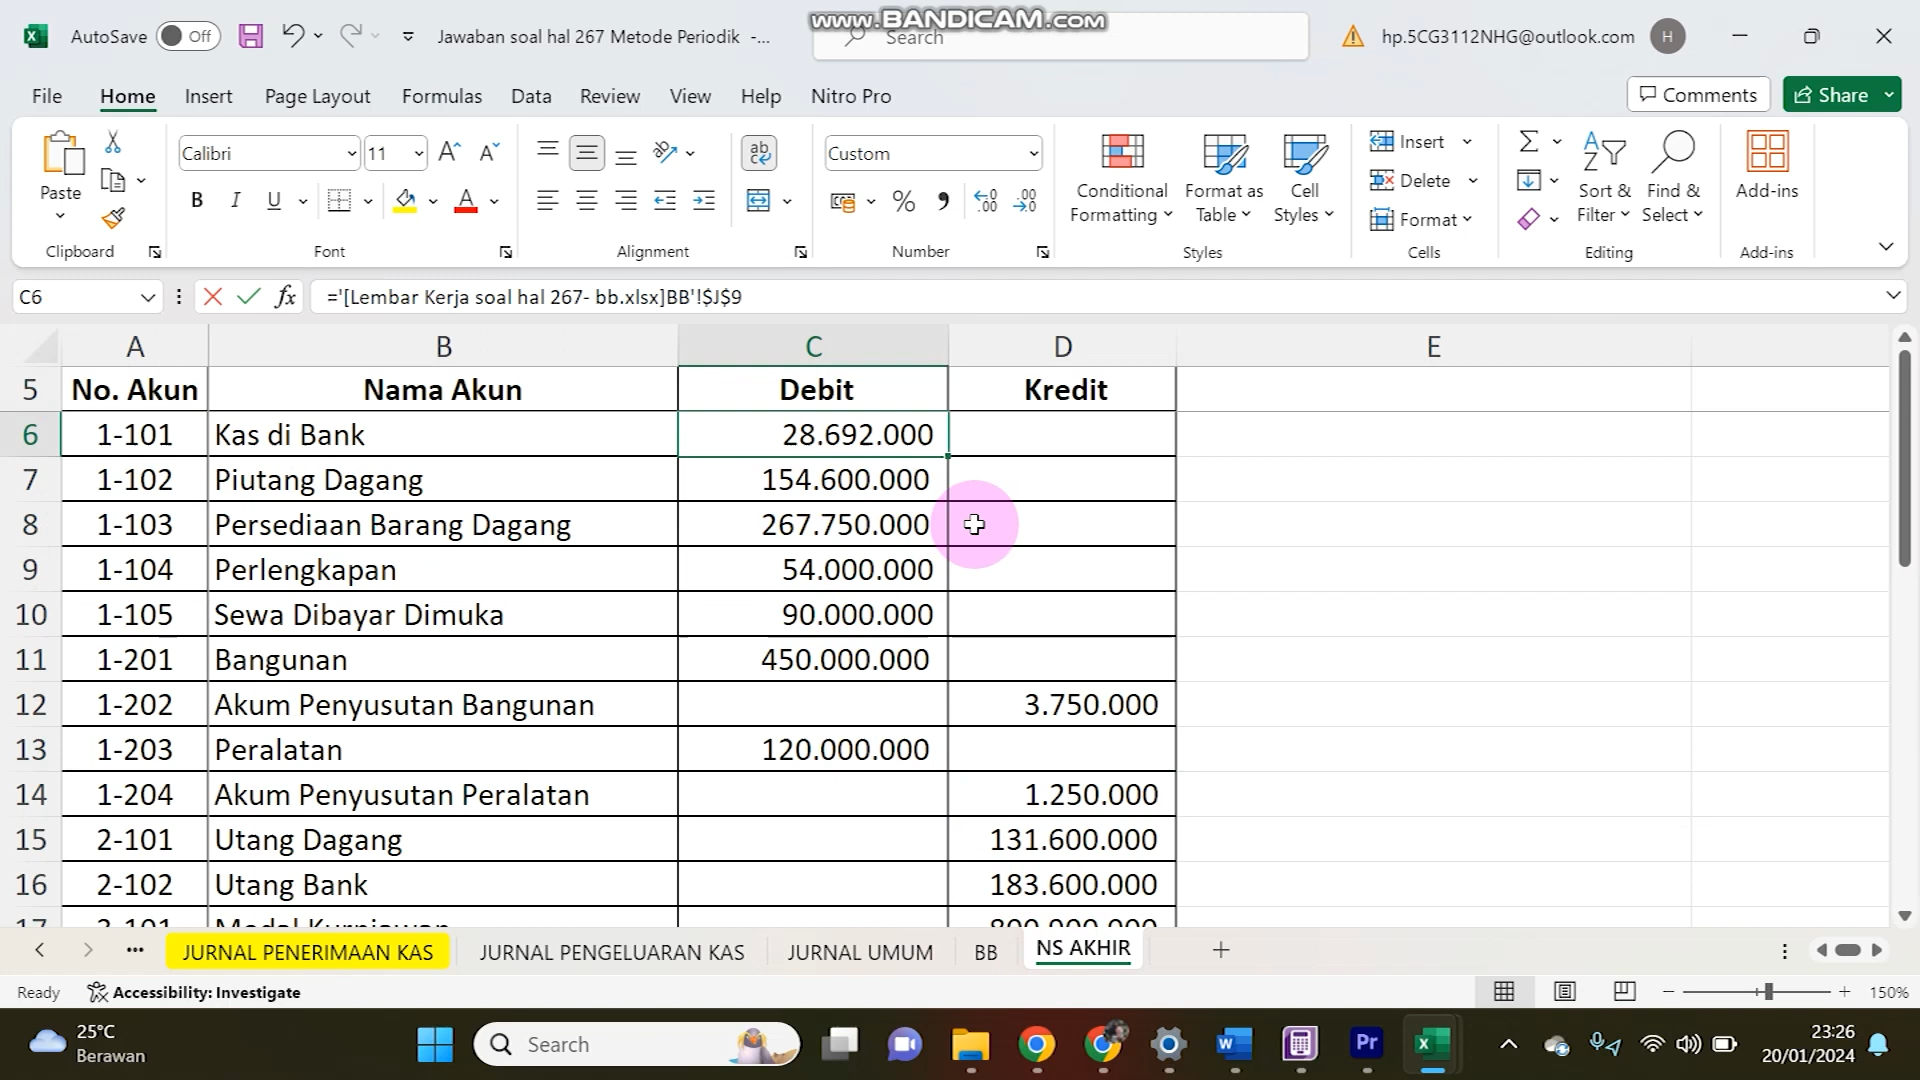 www.BANDICAM.com
AutoSave Off Jawaban soal hal 267 Metode Periodik -... Search hp.5CG3112NHG@outlook.com H
File Home Insert Page Layout Formulas Data Review View Help Nitro Pro Comments Share
Paste Calibri 11 Custom Conditional Formatting Format as Table Cell Styles Insert Delete Format Sort & Filter Find & Select Add-ins
Clipboard Font Alignment Number Styles Cells Editing Add-ins
C6 ='[Lembar Kerja soal hal 267- bb.xlsx]BB'!$J$9
A B C D E
5 No. Akun Nama Akun Debit Kredit
6 1-101 Kas di Bank 28.692.000
7 1-102 Piutang Dagang 154.600.000
8 1-103 Persediaan Barang Dagang 267.750.000
9 1-104 Perlengkapan 54.000.000
10 1-105 Sewa Dibayar Dimuka 90.000.000
11 1-201 Bangunan 450.000.000
12 1-202 Akum Penyusutan Bangunan 3.750.000
13 1-203 Peralatan 120.000.000
14 1-204 Akum Penyusutan Peralatan 1.250.000
15 2-101 Utang Dagang 131.600.000
16 2-102 Utang Bank 183.600.000
JURNAL PENERIMAAN KAS JURNAL PENGELUARAN KAS JURNAL UMUM BB NS AKHIR
Ready Accessibility: Investigate 150%
25°C
Berawan
Search
23:26
20/01/2024